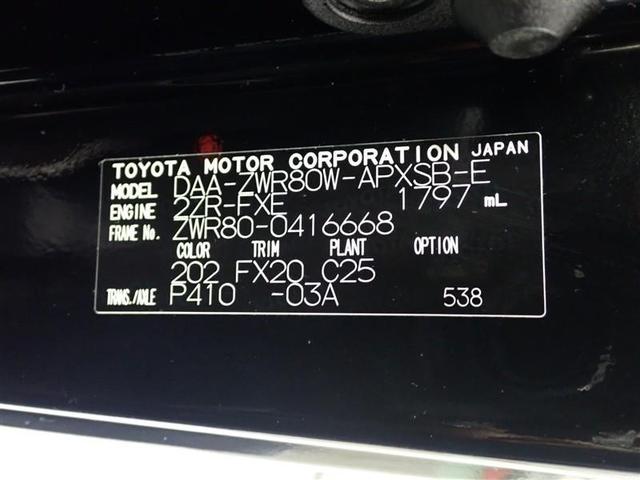 TOYOTA MOTOR CORPORATION JAPAN
MODEL DAA-ZWR80W-APXSB-E
ENGINE 2ZR-FXE 1797 mL
FRAME No. ZWR80-0416668
COLOR TRIM PLANT OPTION
202 FX20 C25
TRANS./AXLE P410 -03A 538